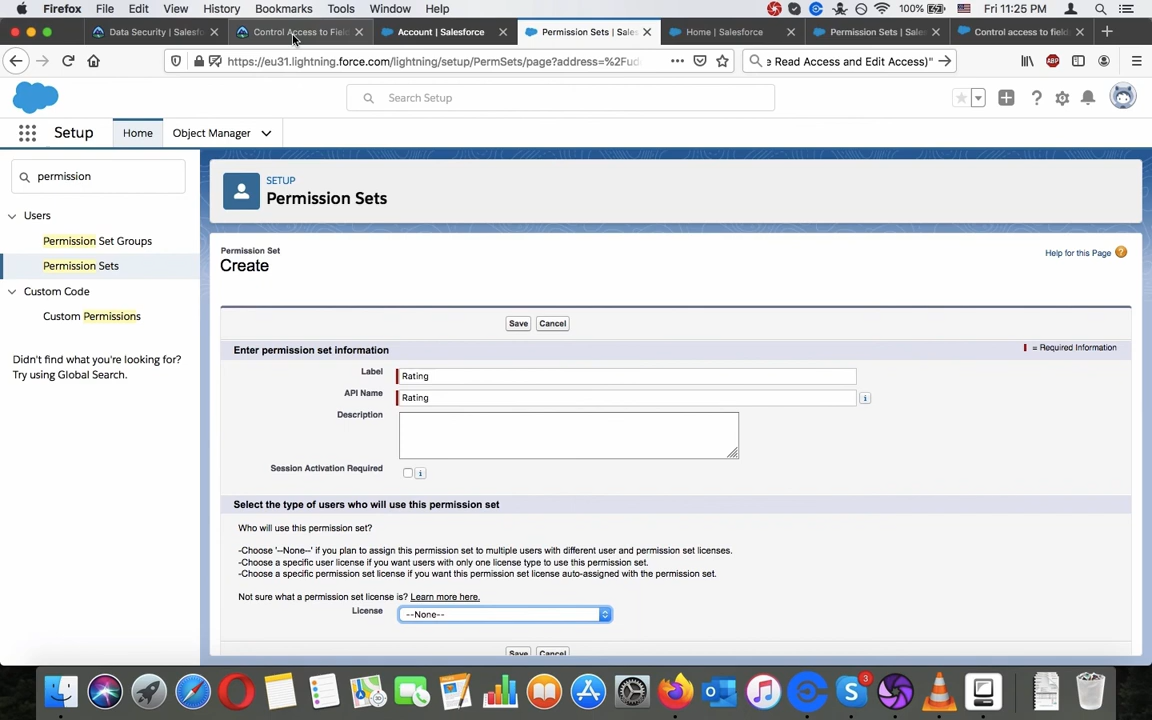 Firefox File Edit View History Bookmarks Tools Window Help 100% Fri 11:25 PM
Data Security | Salesfo
Control Access to Field
Account | Salesforce
Permission Sets | Sales
Home | Salesforce
Permission Sets | Sale
Control access to field
https://eu31.lightning.force.com/lightning/setup/PermSets/page?address=%2Fud
e Read Access and Edit Access)"
ABP
Search Setup
Setup Home Object Manager
permission
Users
Permission Set Groups
Permission Sets
Custom Code
Custom Permissions
Didn't find what you're looking for?
Try using Global Search.
SETUP
Permission Sets
Permission Set
Create
Help for this Page ?
Save Cancel
Enter permission set information
= Required Information
Label Rating
API Name Rating i
Description
Session Activation Required i
Select the type of users who will use this permission set
Who will use this permission set?
-Choose '--None--' if you plan to assign this permission set to multiple users with different user and permission set licenses.
-Choose a specific user license if you want users with only one license type to use this permission set.
-Choose a specific permission set license if you want this permission set license auto-assigned with the permission set.
Not sure what a permission set license is? Learn more here.
License --None--
Save Cancel
3